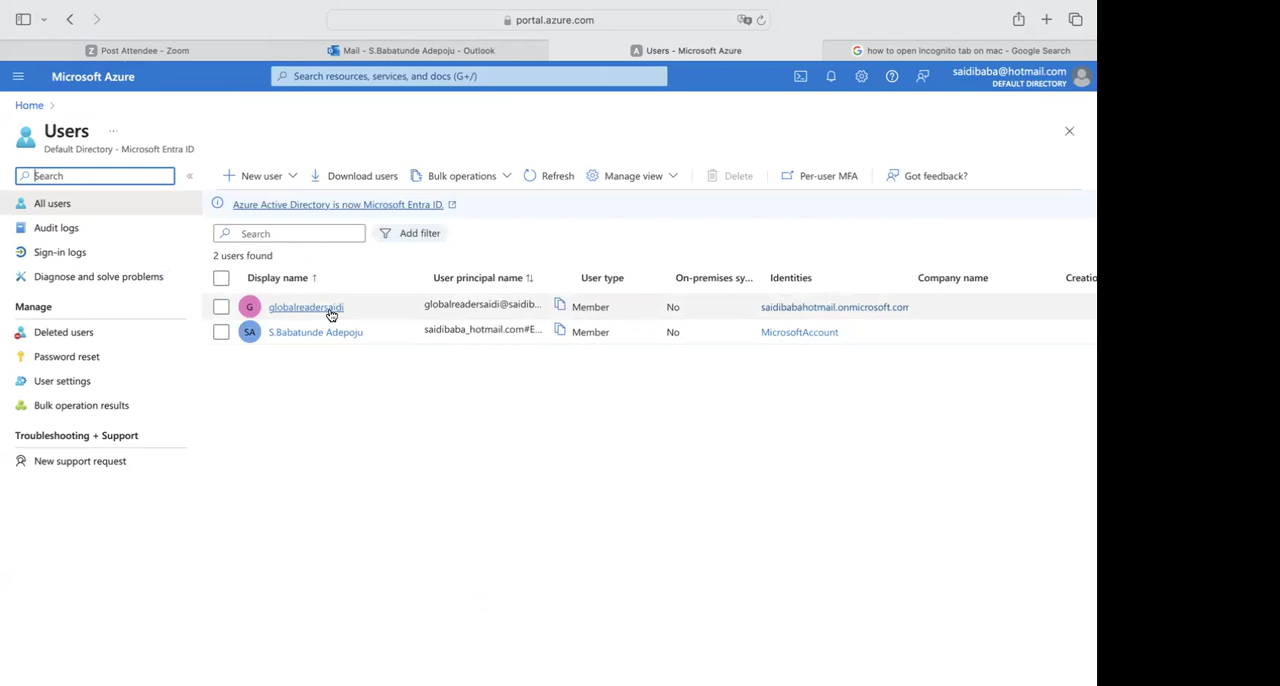 portal.azure.com
Z Post Attendee - Zoom
Mail - S.Babatunde Adepoju - Outlook
A Users - Microsoft Azure
G how to open incognito tab on mac - Google Search
Microsoft Azure
Search resources, services, and docs (G+/)
saidibaba@hotmail.com
DEFAULT DIRECTORY
Home >
Users ...
Default Directory - Microsoft Entra ID
Search
«
New user
Download users
Bulk operations
Refresh
Manage view
Delete
Per-user MFA
Got feedback?
All users
Audit logs
Sign-in logs
Diagnose and solve problems
Manage
Deleted users
Password reset
User settings
Bulk operation results
Troubleshooting + Support
New support request
Azure Active Directory is now Microsoft Entra ID.
Search
Add filter
2 users found
Display name ↑ User principal name ↑↓ User type On-premises sy... Identities Company name Creatio
G globalreadersaidi globalreadersaidi@saidib... Member No saidibabahotmail.onmicrosoft.com
SA S.Babatunde Adepoju saidibaba_hotmail.com#E... Member No MicrosoftAccount